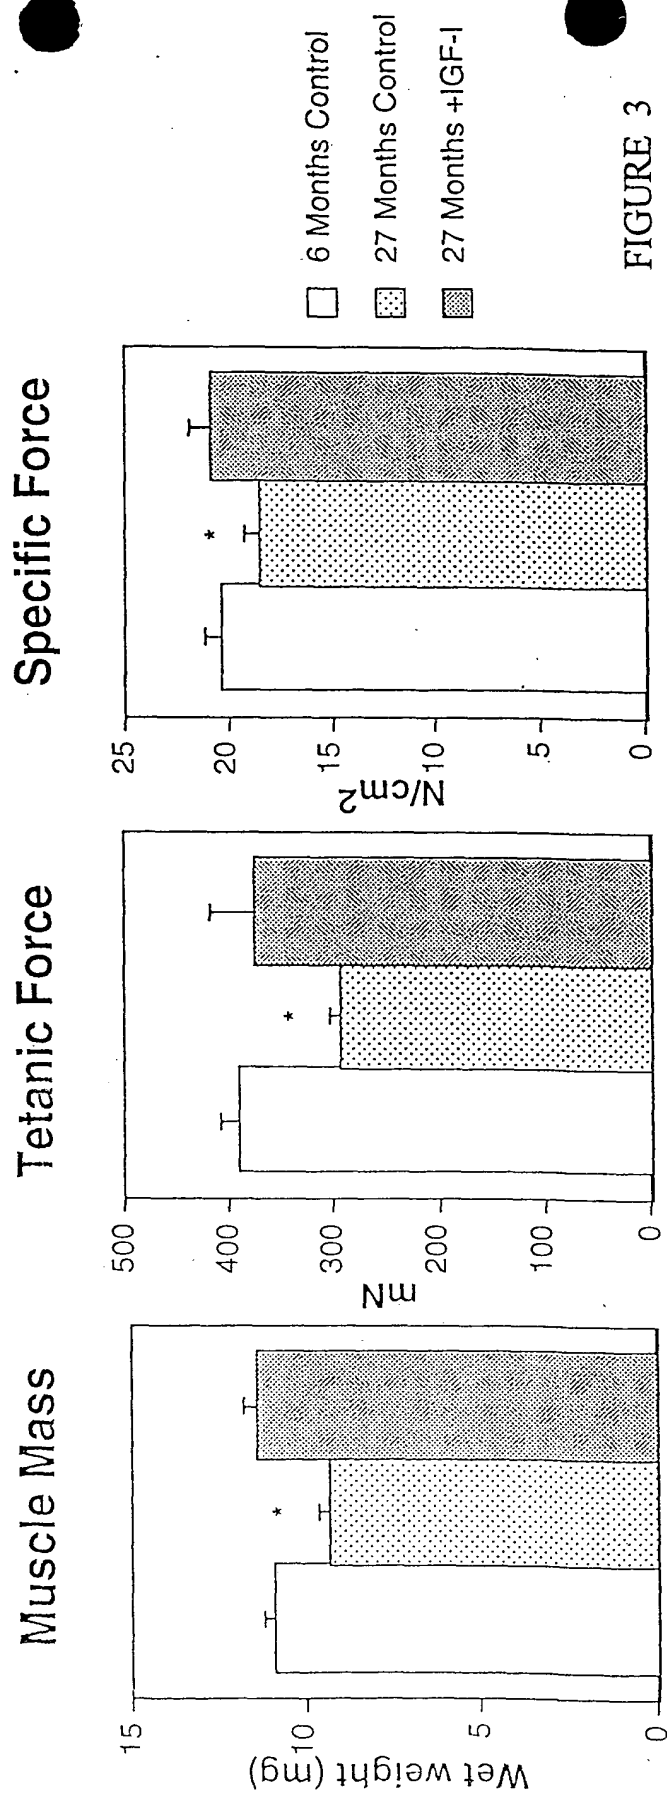 Muscle Mass
Tetanic Force
Specific Force
Wet weight (mg)
15
10
5
0
*
mN
500
400
300
200
100
0
*
N/cm²
25
20
15
10
5
0
*
6 Months Control
27 Months Control
27 Months +IGF-I
FIGURE 3